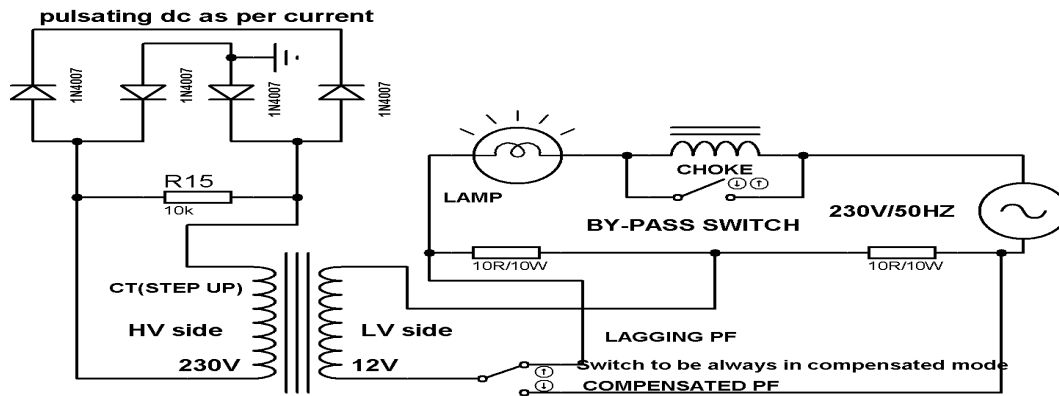 pulsating dc as per current
1N4007
1N4007
1N4007
1N4007
R15
10k
LAMP
CHOKE
BY-PASS SWITCH
230V/50HZ
10R/10W
10R/10W
CT(STEP UP)
HV side
LV side
230V
12V
LAGGING PF
Switch to be always in compensated mode
COMPENSATED PF